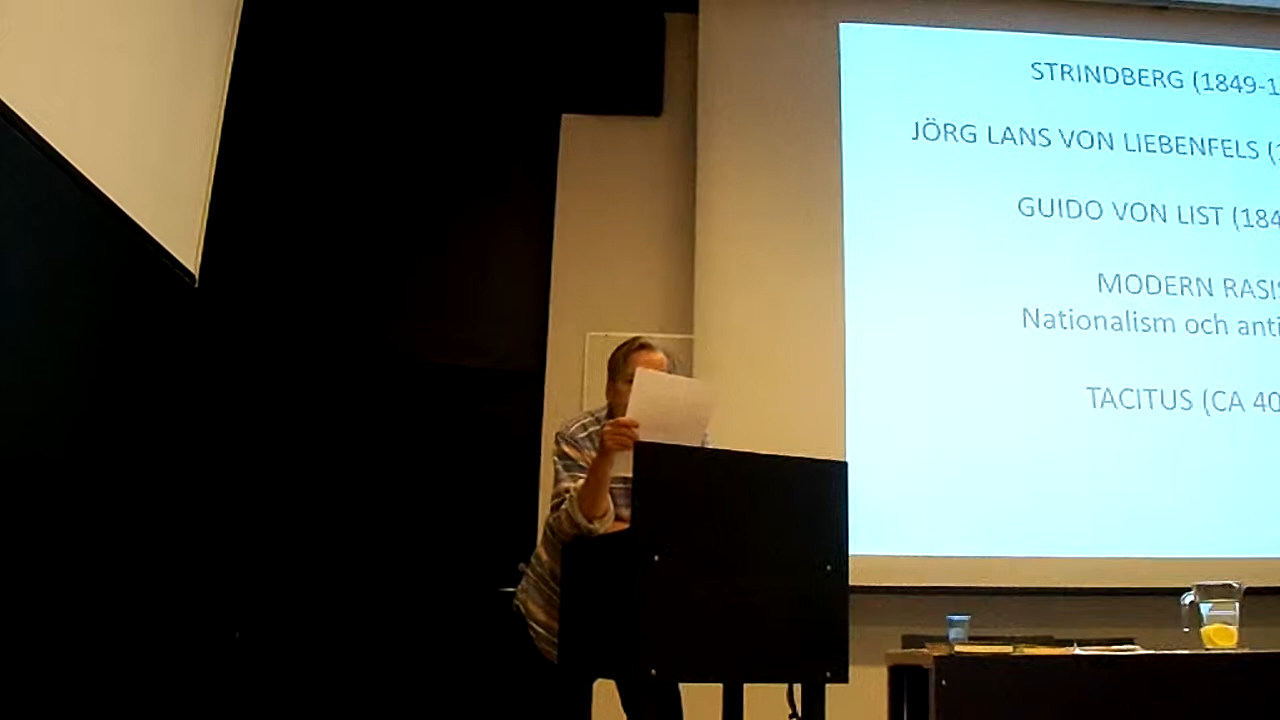 STRINDBERG (1849-1
JÖRG LANS VON LIEBENFELS (1
GUIDO VON LIST (184
MODERN RASIS
Nationalism och anti
TACITUS (CA 40